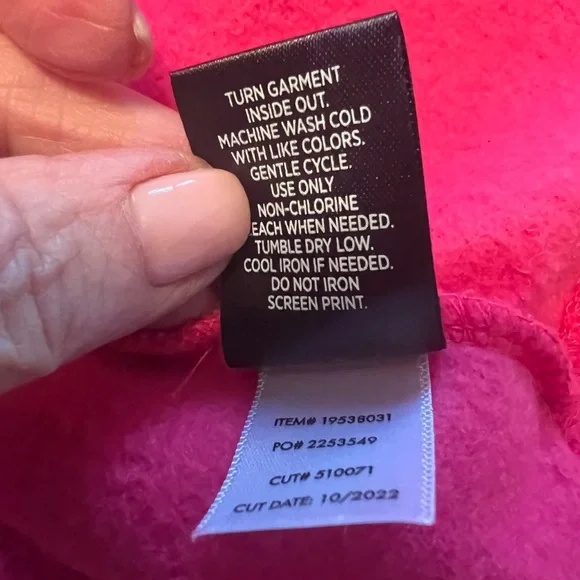 TURN GARMENT
INSIDE OUT.
MACHINE WASH COLD
WITH LIKE COLORS.
GENTLE CYCLE.
USE ONLY
NON-CHLORINE
EACH WHEN NEEDED.
TUMBLE DRY LOW.
COOL IRON IF NEEDED.
DO NOT IRON
SCREEN PRINT.
ITEM# 19538031
PO# 2253549
CUT# 510071
CUT DATE: 10/2022